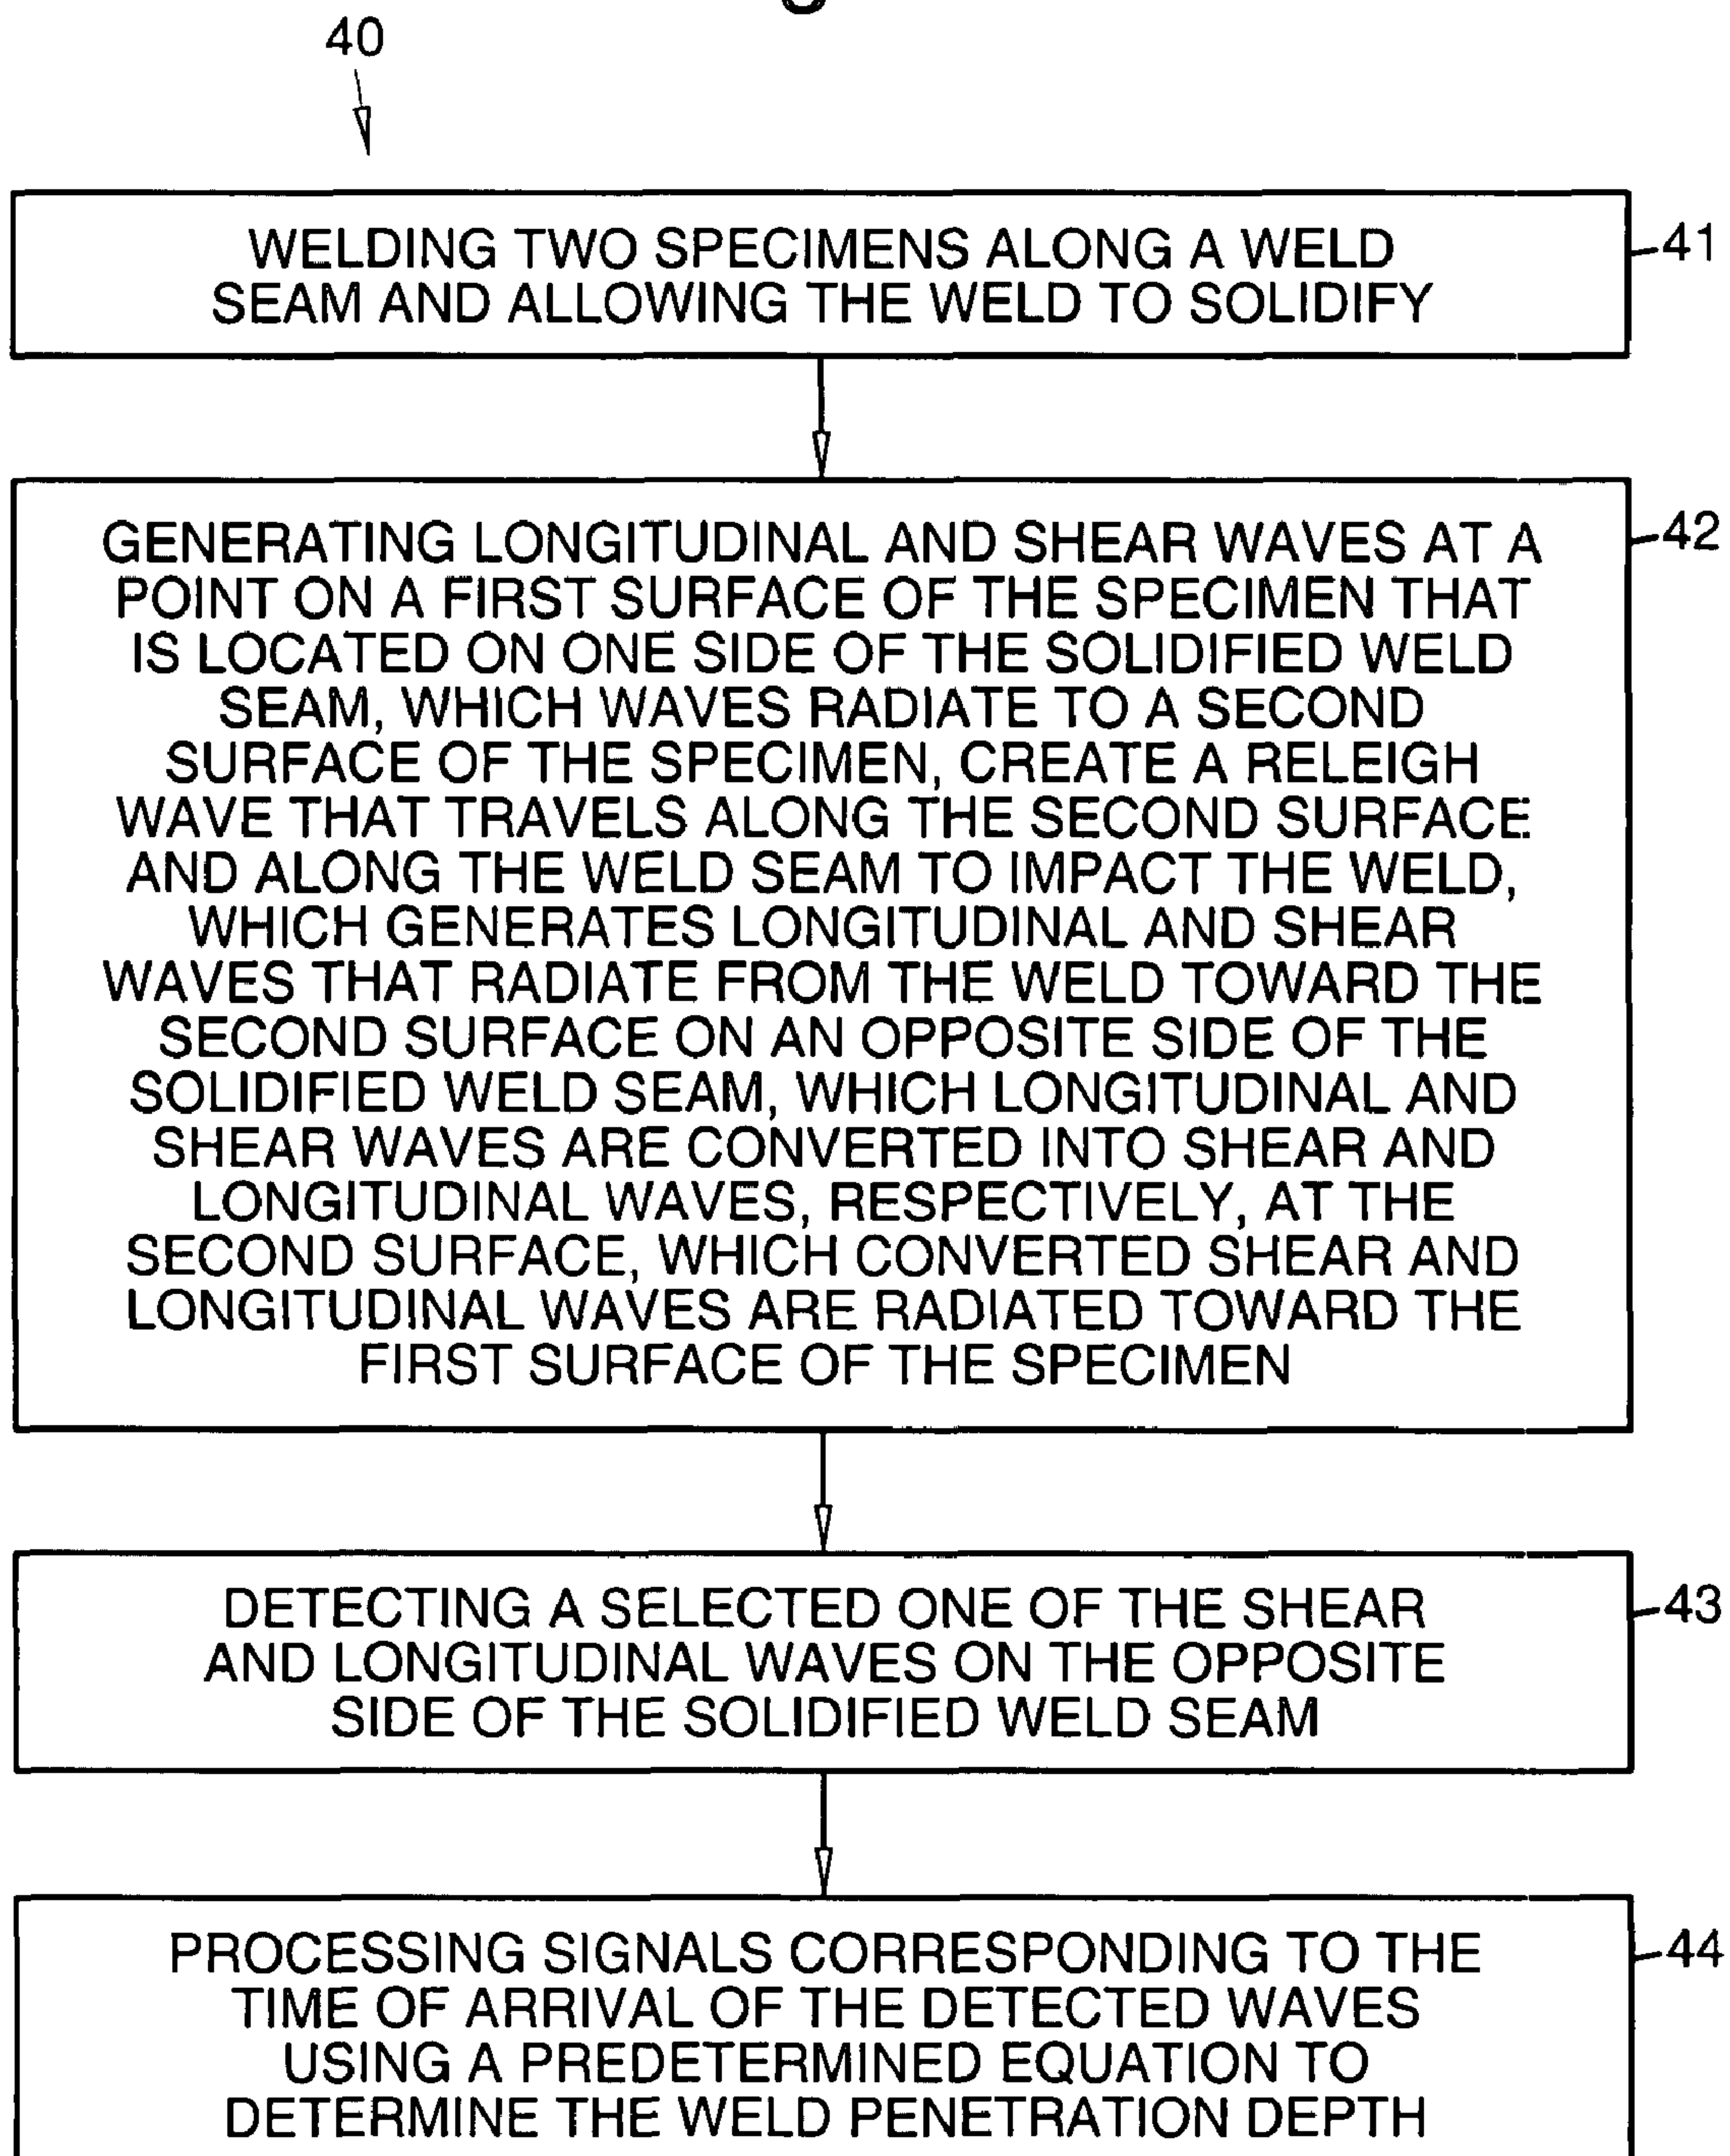 40
WELDING TWO SPECIMENS ALONG A WELD
SEAM AND ALLOWING THE WELD TO SOLIDIFY
41
GENERATING LONGITUDINAL AND SHEAR WAVES AT A
POINT ON A FIRST SURFACE OF THE SPECIMEN THAT
IS LOCATED ON ONE SIDE OF THE SOLIDIFIED WELD
SEAM, WHICH WAVES RADIATE TO A SECOND
SURFACE OF THE SPECIMEN, CREATE A RELEIGH
WAVE THAT TRAVELS ALONG THE SECOND SURFACE
AND ALONG THE WELD SEAM TO IMPACT THE WELD,
WHICH GENERATES LONGITUDINAL AND SHEAR
WAVES THAT RADIATE FROM THE WELD TOWARD THE
SECOND SURFACE ON AN OPPOSITE SIDE OF THE
SOLIDIFIED WELD SEAM, WHICH LONGITUDINAL AND
SHEAR WAVES ARE CONVERTED INTO SHEAR AND
LONGITUDINAL WAVES, RESPECTIVELY, AT THE
SECOND SURFACE, WHICH CONVERTED SHEAR AND
LONGITUDINAL WAVES ARE RADIATED TOWARD THE
FIRST SURFACE OF THE SPECIMEN
42
DETECTING A SELECTED ONE OF THE SHEAR
AND LONGITUDINAL WAVES ON THE OPPOSITE
SIDE OF THE SOLIDIFIED WELD SEAM
43
PROCESSING SIGNALS CORRESPONDING TO THE
TIME OF ARRIVAL OF THE DETECTED WAVES
USING A PREDETERMINED EQUATION TO
DETERMINE THE WELD PENETRATION DEPTH
44